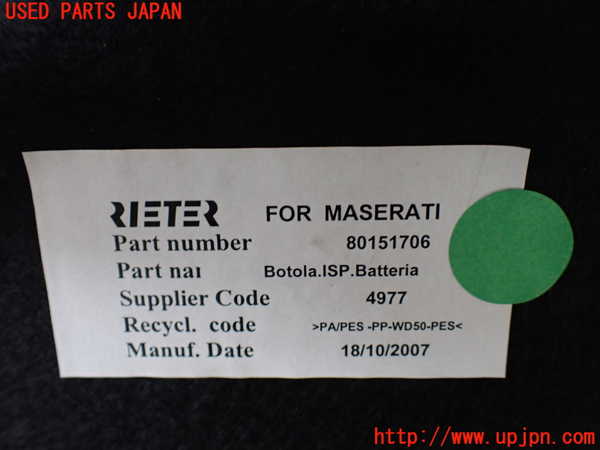 USED PARTS JAPAN
RIETER FOR MASERATI
Part number 80151706
Part nai Botola.ISP.Batteria
Supplier Code 4977
Recycl. code >PA/PES -PP-WD50-PES<
Manuf. Date 18/10/2007
http://www.upjpn.com/